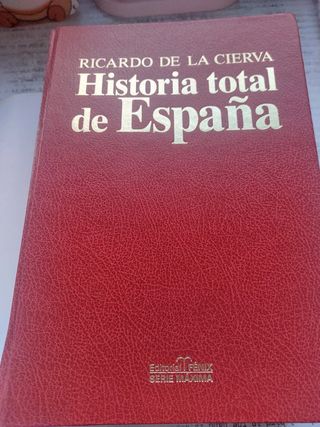 RICARDO DE LA CIERVA
Historia total
de España
Editorial FÉNIX
SERIE MÁXIMA